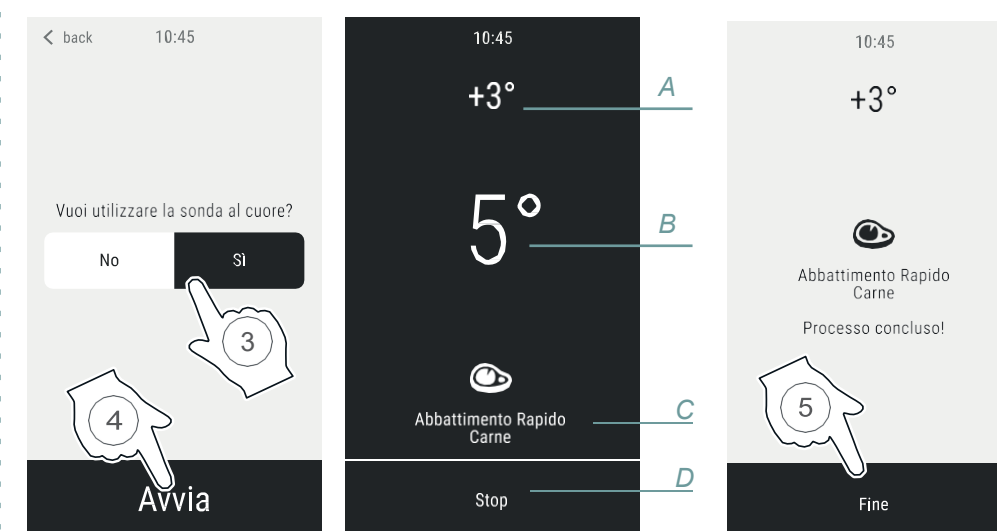 back 10:45
Vuoi utilizzare la sonda al cuore?
No Sì
3
4
Avvia
10:45
+3°
A
5°
B
Abbattimento Rapido
Carne
C
Stop
D
10:45
+3°
Abbattimento Rapido
Carne
Processo concluso!
5
Fine